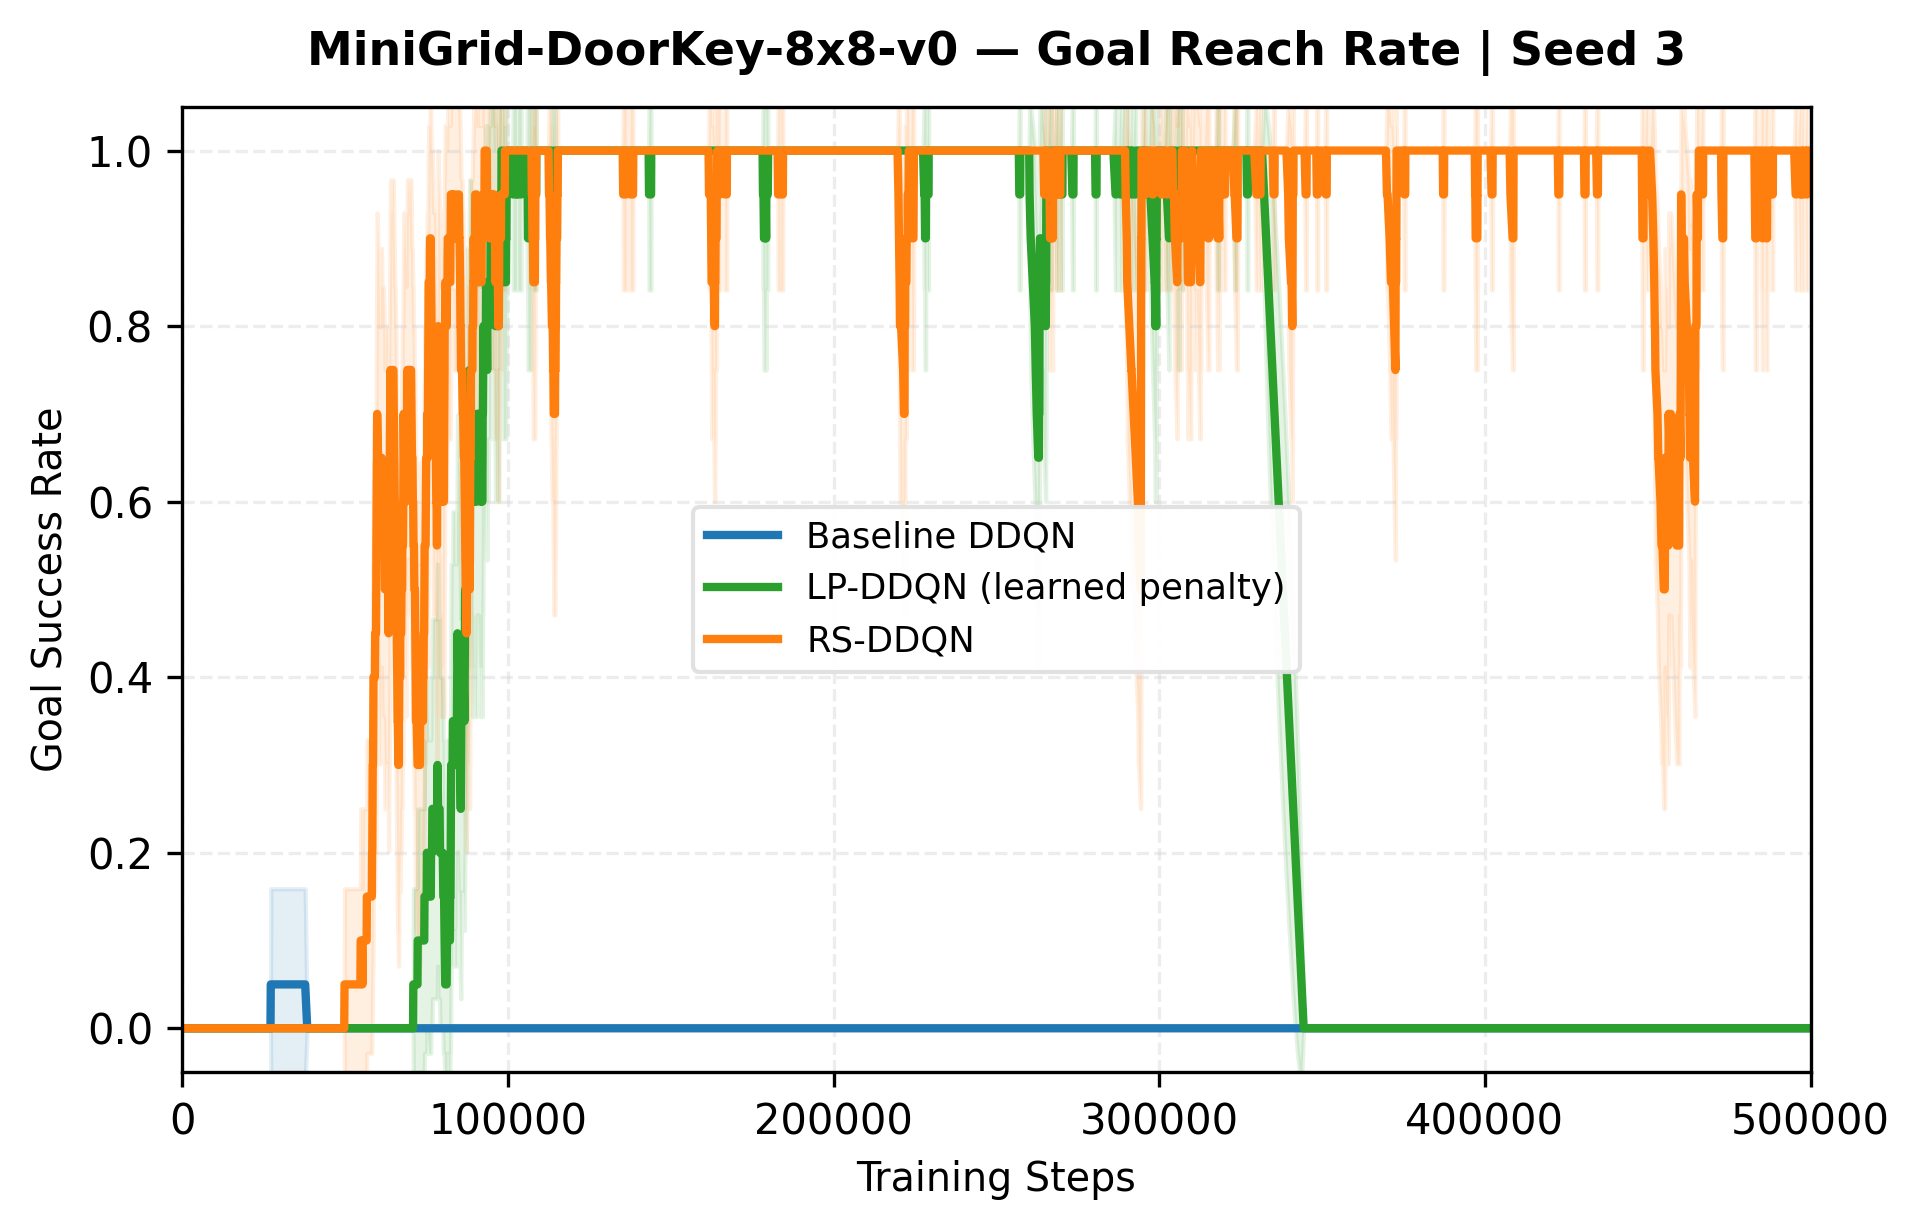 MiniGrid-DoorKey-8x8-v0 — Goal Reach Rate | Seed 3
Goal Success Rate
1.0
0.8
0.6
0.4
0.2
0.0
Baseline DDQN
LP-DDQN (learned penalty)
RS-DDQN
0 100000 200000 300000 400000 500000
Training Steps